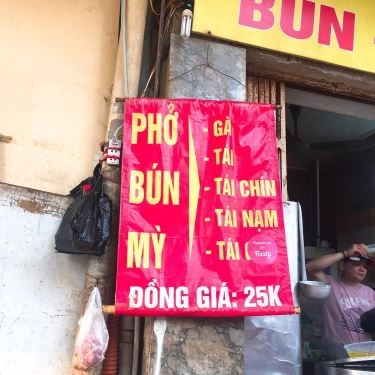 BÚN
PHỞ
BÚN
MỲ
- GÀ
- TÁI
- TÁI CHÍN
- TÁI NẠM
- TÁI
Foody
ĐỒNG GIÁ: 25K